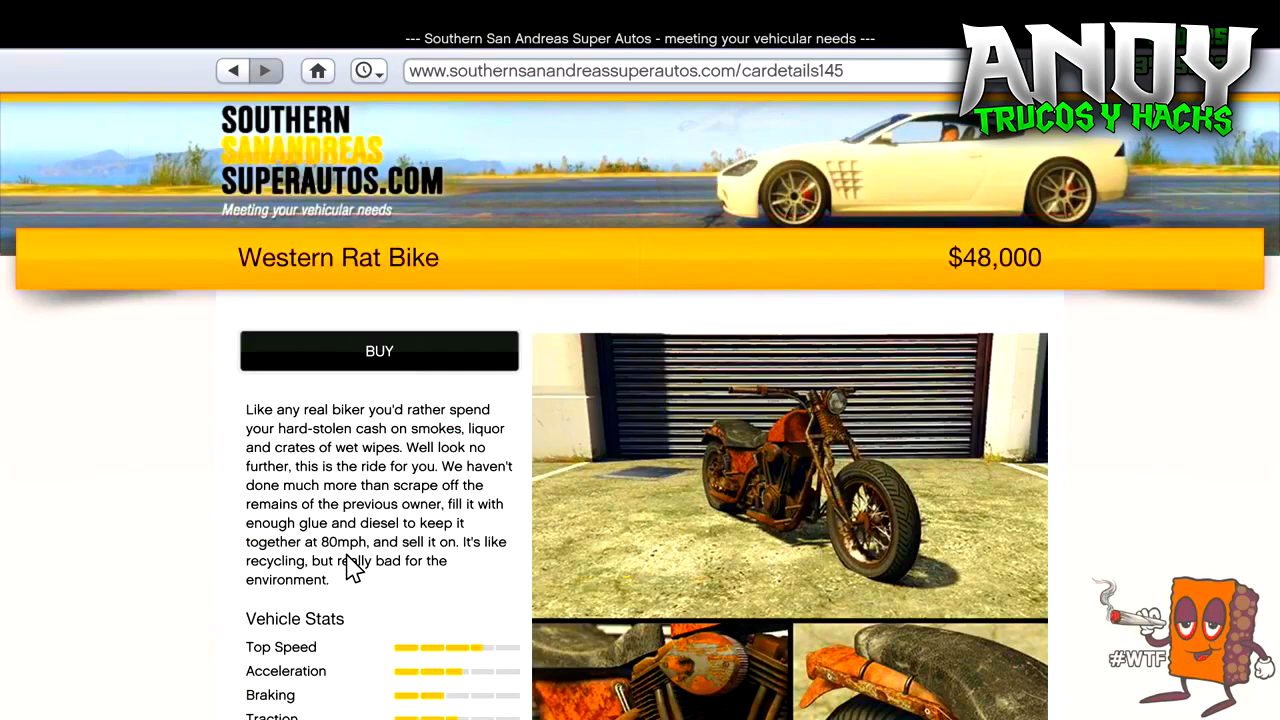 --- Southern San Andreas Super Autos - meeting your vehicular needs ---
www.southernsanandreassuperautos.com/cardetails145
ANDY
TRUCOS Y HACKS
SOUTHERN
SANANDREAS
SUPERAUTOS.COM
Meeting your vehicular needs
Western Rat Bike
$48,000
BUY
Like any real biker you'd rather spend
your hard-stolen cash on smokes, liquor
and crates of wet wipes. Well look no
further, this is the ride for you. We haven't
done much more than scrape off the
remains of the previous owner, fill it with
enough glue and diesel to keep it
together at 80mph, and sell it on. It's like
recycling, but really bad for the
environment.
Vehicle Stats
Top Speed
Acceleration
Braking
Traction
#WTF